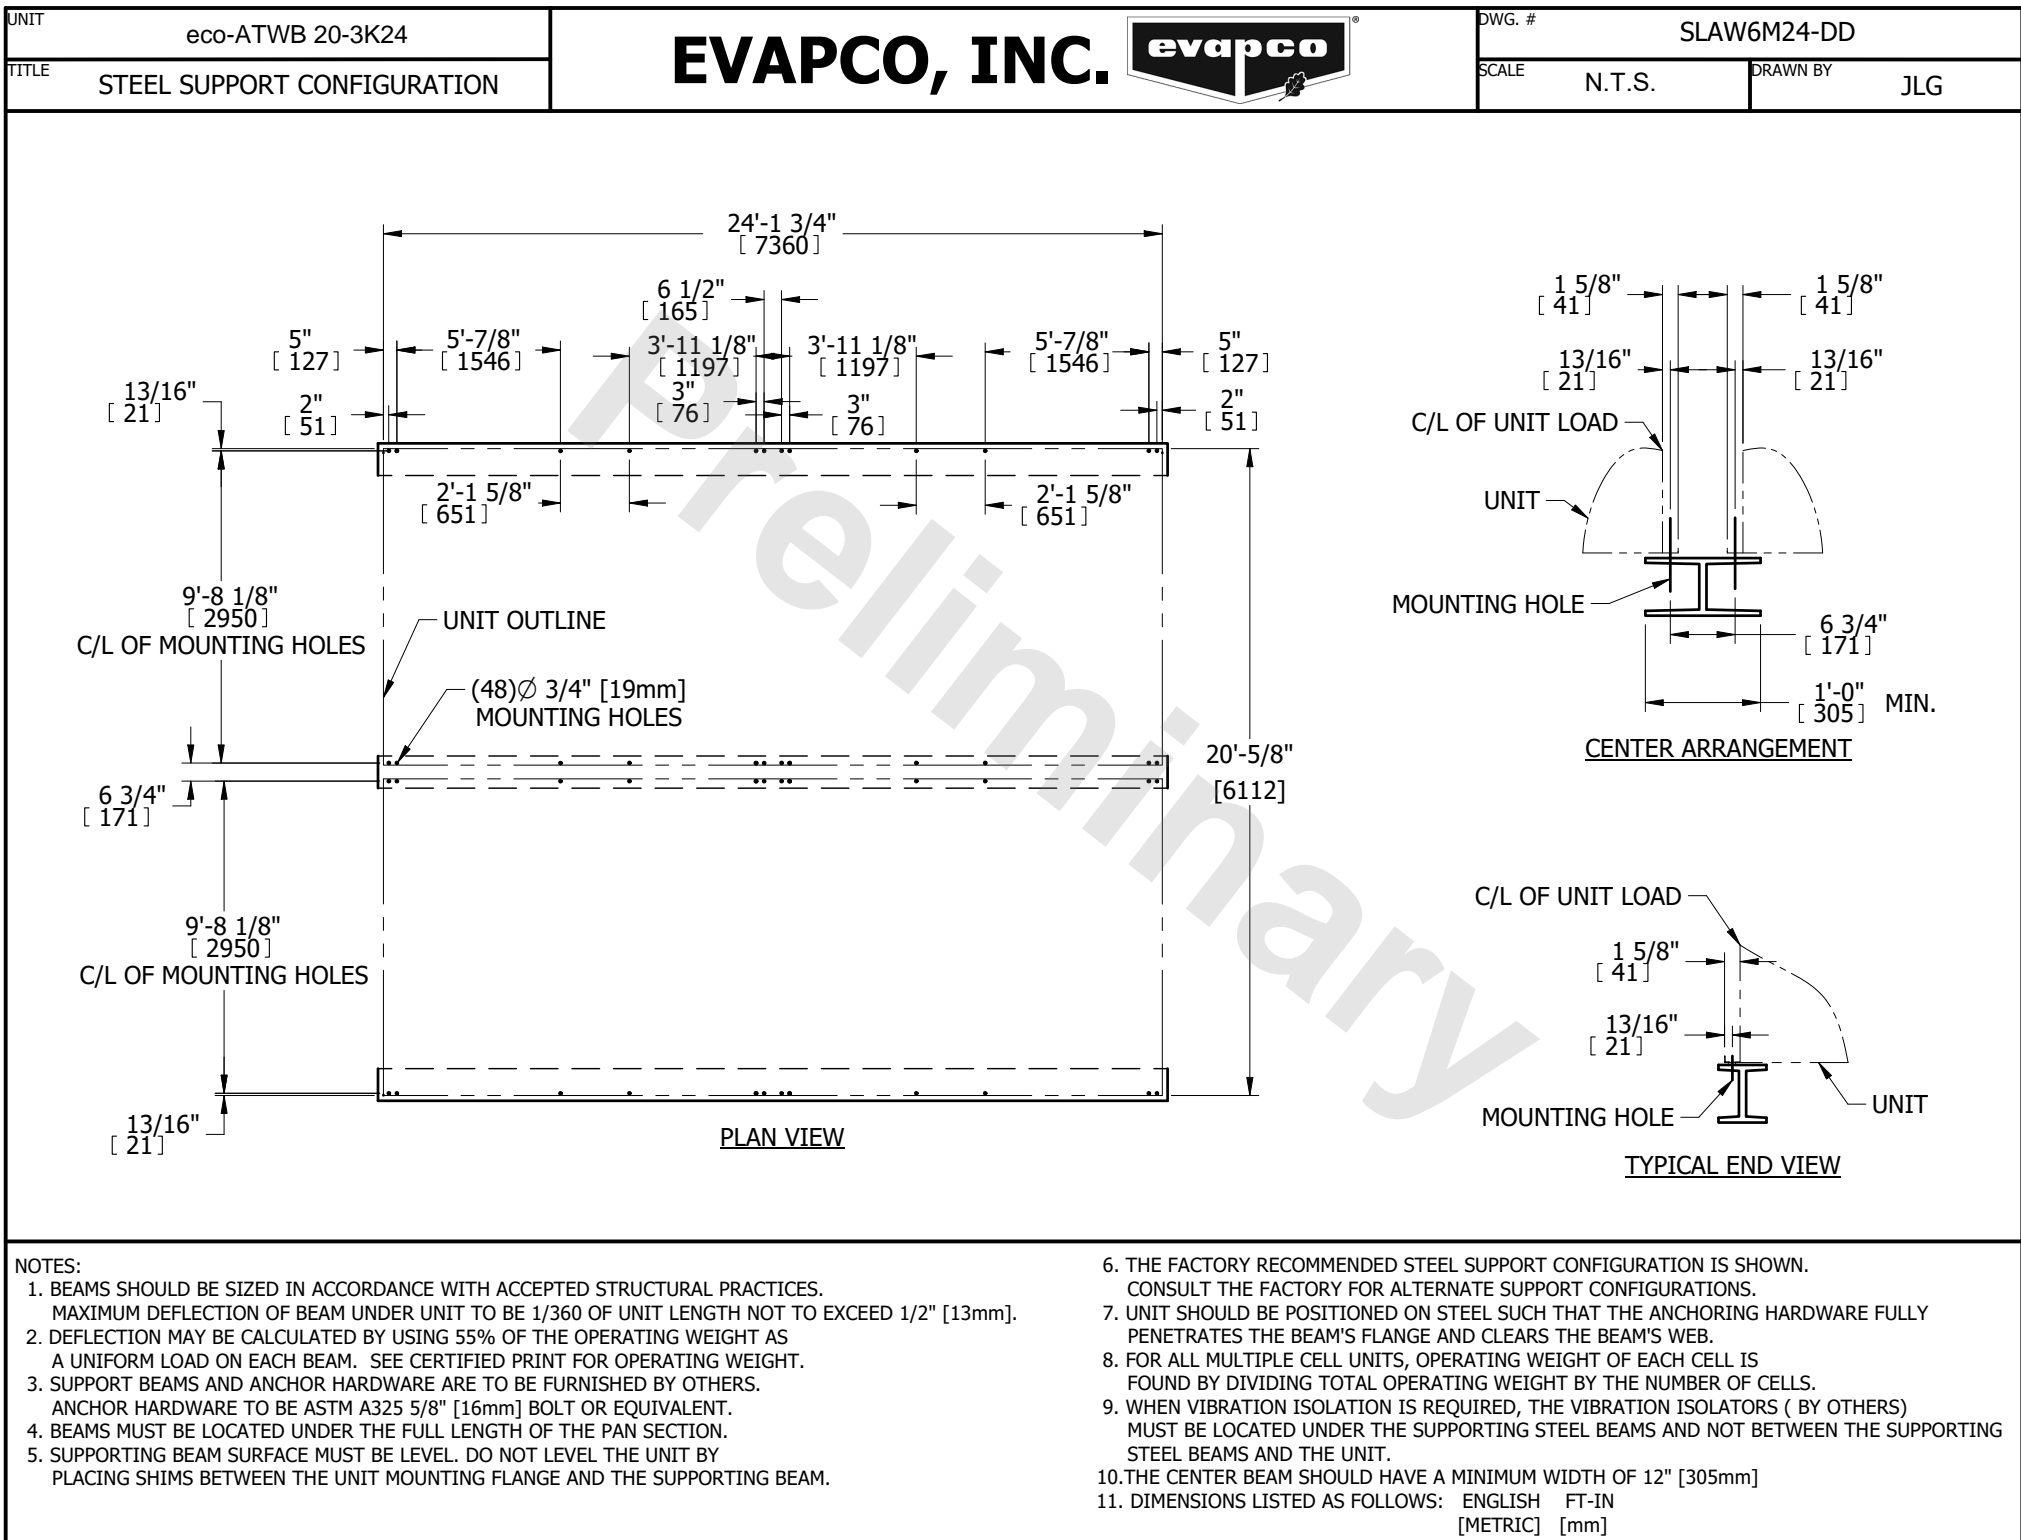 UNIT
eco-ATWB 20-3K24
TITLE
STEEL SUPPORT CONFIGURATION
EVAPCO, INC.
evapco®
DWG. #
SLAW6M24-DD
SCALE
N.T.S.
DRAWN BY
JLG
24'-1 3/4"
[ 7360 ]
6 1/2"
[ 165 ]
5"
[ 127 ]
5'-7/8"
[ 1546 ]
3'-11 1/8"
[ 1197 ]
3'-11 1/8"
[ 1197 ]
5'-7/8"
[ 1546 ]
5"
[ 127 ]
13/16"
[ 21 ]
2"
[ 51 ]
3"
[ 76 ]
3"
[ 76 ]
2"
[ 51 ]
2'-1 5/8"
[ 651 ]
2'-1 5/8"
[ 651 ]
9'-8 1/8"
[ 2950 ]
C/L OF MOUNTING HOLES
UNIT OUTLINE
(48)Ø 3/4" [19mm]
MOUNTING HOLES
6 3/4"
[ 171 ]
20'-5/8"
[6112]
9'-8 1/8"
[ 2950 ]
C/L OF MOUNTING HOLES
13/16"
[ 21 ]
PLAN VIEW
Preliminary
1 5/8"
[ 41 ]
1 5/8"
[ 41 ]
13/16"
[ 21 ]
13/16"
[ 21 ]
C/L OF UNIT LOAD
UNIT
MOUNTING HOLE
6 3/4"
[ 171 ]
1'-0"
[ 305 ] MIN.
CENTER ARRANGEMENT
C/L OF UNIT LOAD
1 5/8"
[ 41 ]
13/16"
[ 21 ]
MOUNTING HOLE
UNIT
TYPICAL END VIEW
NOTES:
1. BEAMS SHOULD BE SIZED IN ACCORDANCE WITH ACCEPTED STRUCTURAL PRACTICES.
MAXIMUM DEFLECTION OF BEAM UNDER UNIT TO BE 1/360 OF UNIT LENGTH NOT TO EXCEED 1/2" [13mm].
2. DEFLECTION MAY BE CALCULATED BY USING 55% OF THE OPERATING WEIGHT AS
A UNIFORM LOAD ON EACH BEAM. SEE CERTIFIED PRINT FOR OPERATING WEIGHT.
3. SUPPORT BEAMS AND ANCHOR HARDWARE ARE TO BE FURNISHED BY OTHERS.
ANCHOR HARDWARE TO BE ASTM A325 5/8" [16mm] BOLT OR EQUIVALENT.
4. BEAMS MUST BE LOCATED UNDER THE FULL LENGTH OF THE PAN SECTION.
5. SUPPORTING BEAM SURFACE MUST BE LEVEL. DO NOT LEVEL THE UNIT BY
PLACING SHIMS BETWEEN THE UNIT MOUNTING FLANGE AND THE SUPPORTING BEAM.
6. THE FACTORY RECOMMENDED STEEL SUPPORT CONFIGURATION IS SHOWN.
CONSULT THE FACTORY FOR ALTERNATE SUPPORT CONFIGURATIONS.
7. UNIT SHOULD BE POSITIONED ON STEEL SUCH THAT THE ANCHORING HARDWARE FULLY
PENETRATES THE BEAM'S FLANGE AND CLEARS THE BEAM'S WEB.
8. FOR ALL MULTIPLE CELL UNITS, OPERATING WEIGHT OF EACH CELL IS
FOUND BY DIVIDING TOTAL OPERATING WEIGHT BY THE NUMBER OF CELLS.
9. WHEN VIBRATION ISOLATION IS REQUIRED, THE VIBRATION ISOLATORS ( BY OTHERS)
MUST BE LOCATED UNDER THE SUPPORTING STEEL BEAMS AND NOT BETWEEN THE SUPPORTING
STEEL BEAMS AND THE UNIT.
10.THE CENTER BEAM SHOULD HAVE A MINIMUM WIDTH OF 12" [305mm]
11. DIMENSIONS LISTED AS FOLLOWS: ENGLISH FT-IN
[METRIC] [mm]